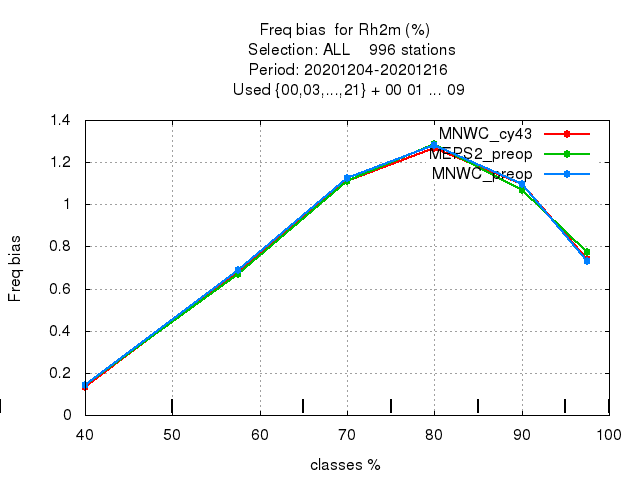 Freq bias  for Rh2m (%)
Selection: ALL    996 stations
Period: 20201204-20201216
Used {00,03,...,21} + 00 01 ... 09
MNWC_cy43
MEPS2_preop
MNWC_preop
1.4
1.2
1
0.8
0.6
0.4
0.2
0
Freq bias
40 50 60 70 80 90 100
classes %